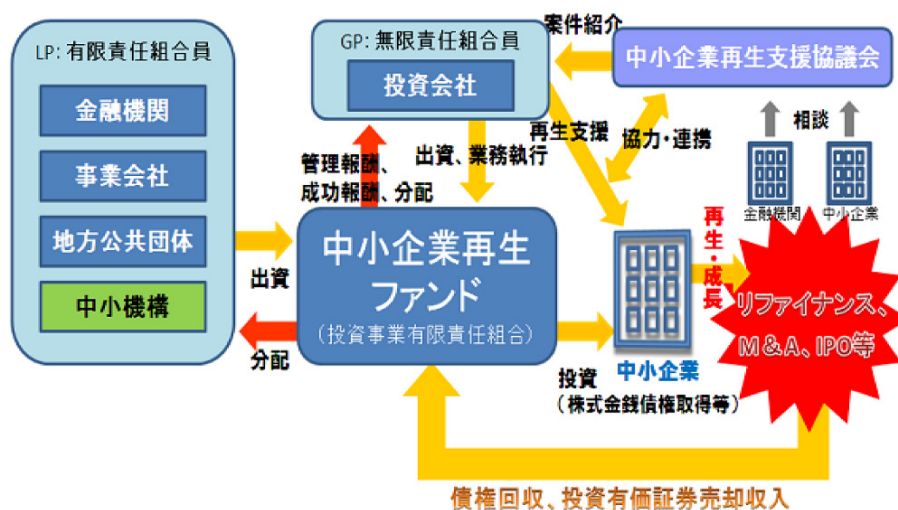 LP: 有限責任組合員
金融機関
事業会社
地方公共団体
中小機構
出資
分配
GP: 無限責任組合員
投資会社
管理報酬、
成功報酬、分配
出資、業務執行
中小企業再生
ファンド
(投資事業有限責任組合)
案件紹介
中小企業再生支援協議会
再生支援
協力・連携
相談
金融機関
中小企業
投資
(株式金銭債権取得等)
中小企業
再生・成長
リファイナンス、
M&A、IPO等
債権回収、投資有価証券売却収入